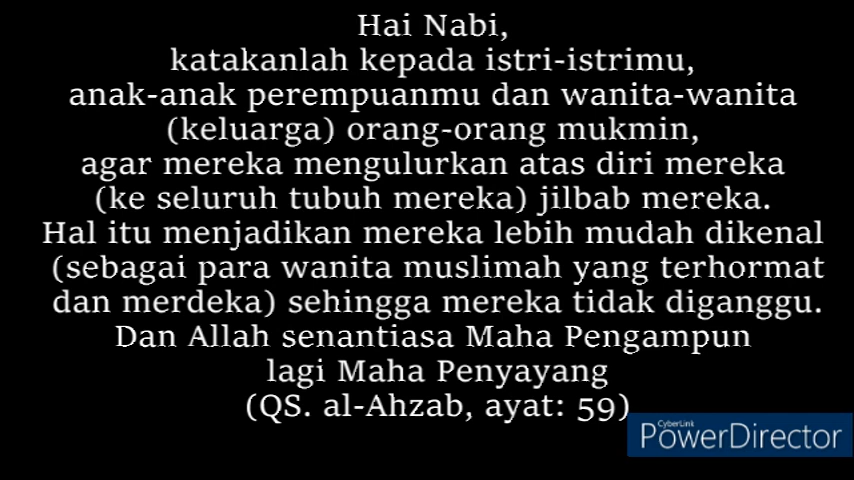 Hai Nabi,
katakanlah kepada istri-istrimu,
anak-anak perempuanmu dan wanita-wanita
(keluarga) orang-orang mukmin,
agar mereka mengulurkan atas diri mereka
(ke seluruh tubuh mereka) jilbab mereka.
Hal itu menjadikan mereka lebih mudah dikenal
(sebagai para wanita muslimah yang terhormat
dan merdeka) sehingga mereka tidak diganggu.
Dan Allah senantiasa Maha Pengampun
lagi Maha Penyayang
(QS. al-Ahzab, ayat: 59)
CyberLink
PowerDirector